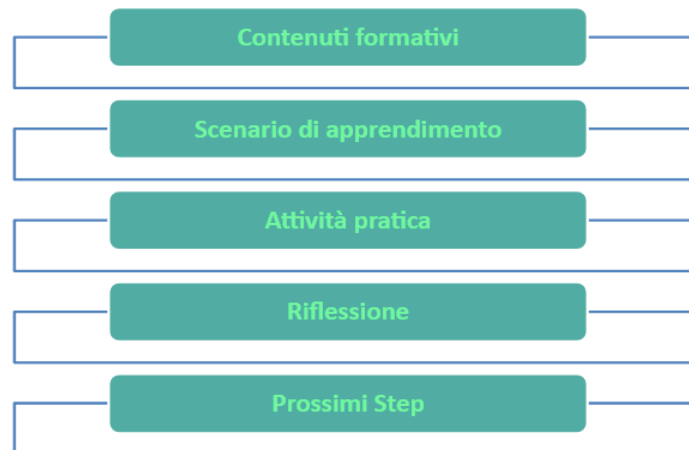 Contenuti formativi
Scenario di apprendimento
Attività pratica
Riflessione
Prossimi Step